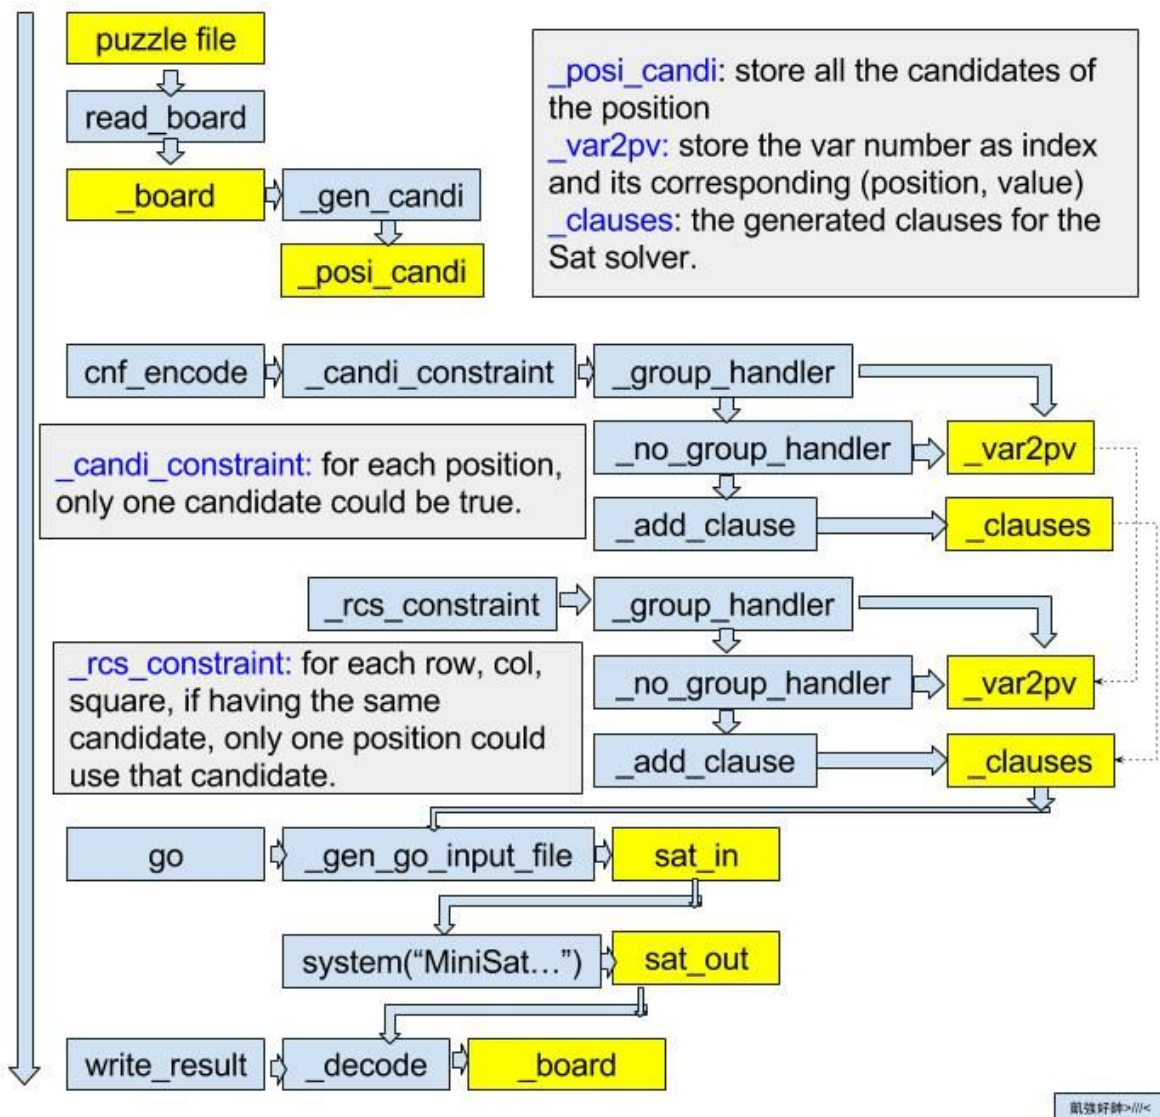 puzzle file
read_board
_board
_gen_candi
_posi_candi
_posi_candi: store all the candidates of
the position
_var2pv: store the var number as index
and its corresponding (position, value)
_clauses: the generated clauses for the
Sat solver.
cnf_encode
_candi_constraint
_group_handler
_no_group_handler
_var2pv
_candi_constraint: for each position,
only one candidate could be true.
_add_clause
_clauses
_rcs_constraint
_group_handler
_rcs_constraint: for each row, col,
square, if having the same
candidate, only one position could
use that candidate.
_no_group_handler
_var2pv
_add_clause
_clauses
go
_gen_go_input_file
sat_in
system(“MiniSat…”)
sat_out
write_result
_decode
_board
凱強好帥>///<